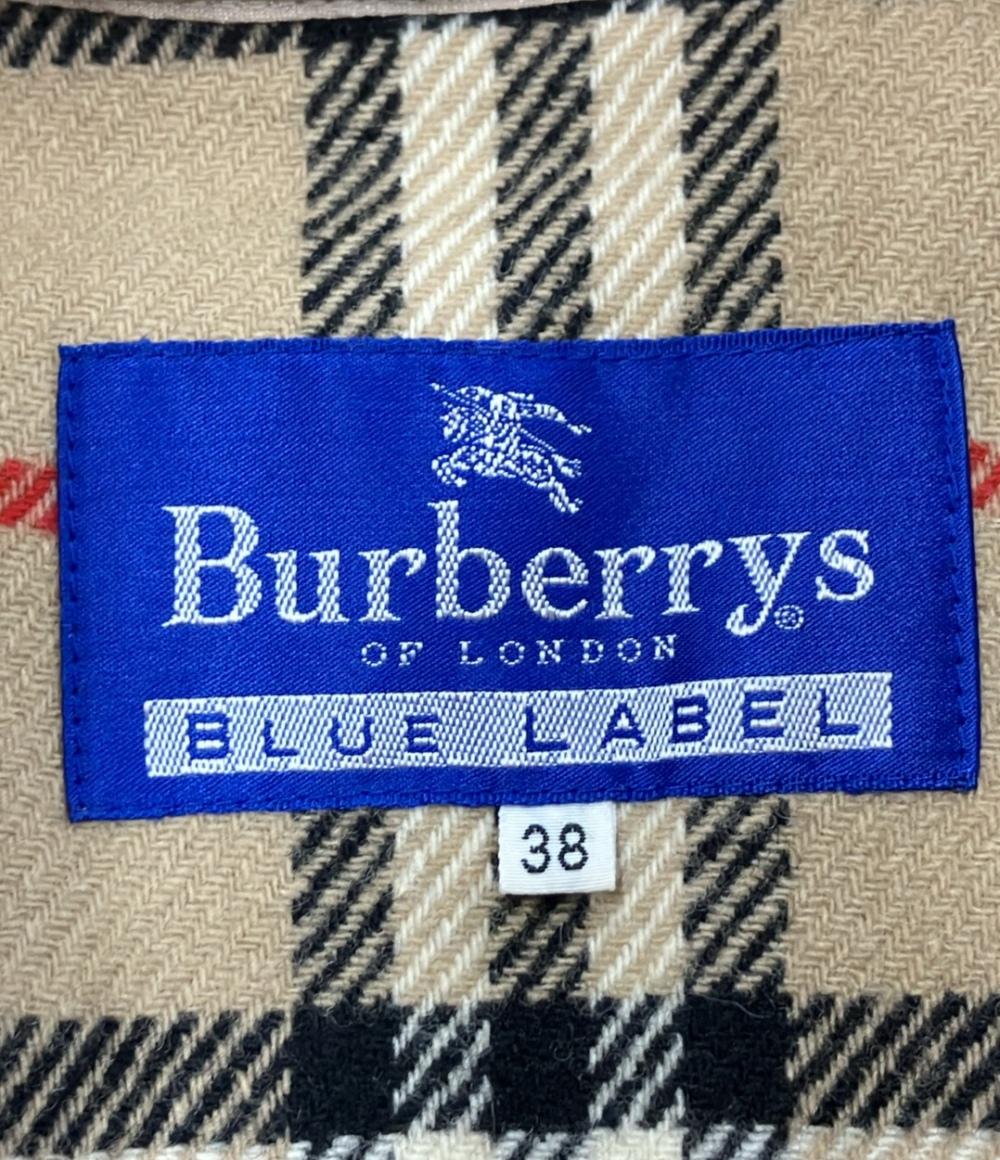 Burberrys®
OF LONDON
BLUE LABEL
38